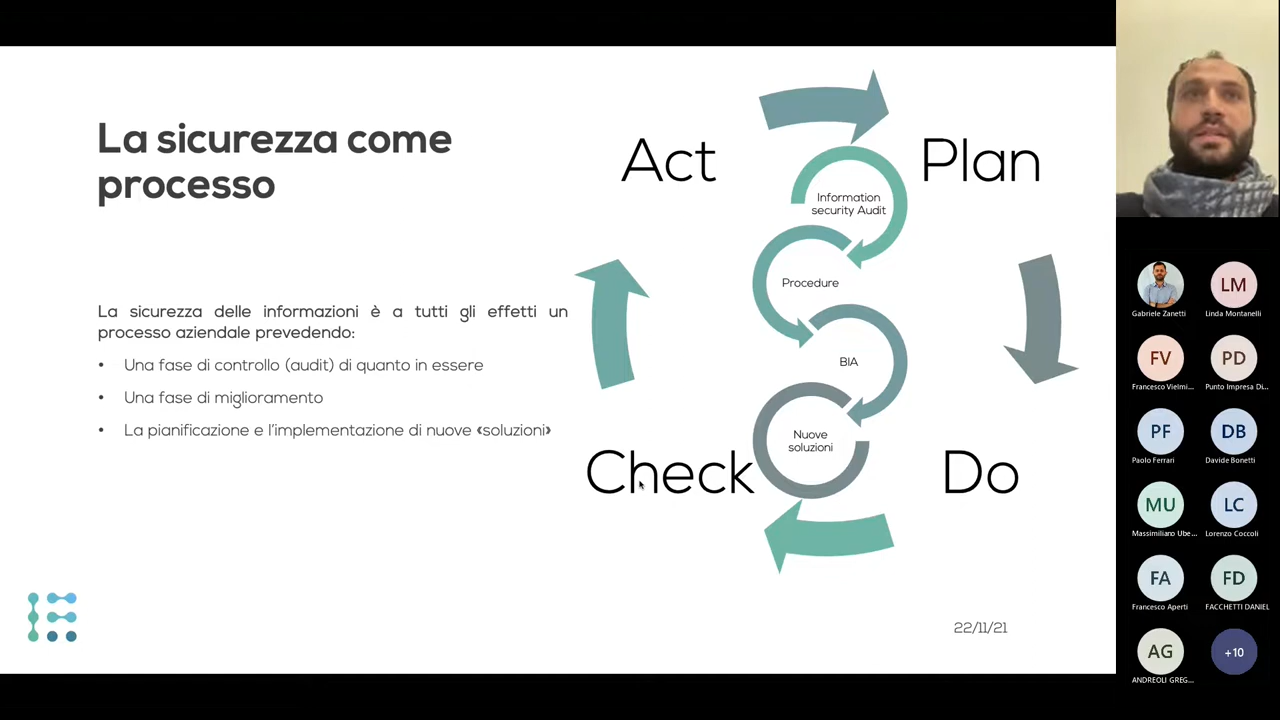 La sicurezza come
processo
La sicurezza delle informazioni è a tutti gli effetti un
processo aziendale prevedendo:
• Una fase di controllo (audit) di quanto in essere
• Una fase di miglioramento
• La pianificazione e l'implementazione di nuove «soluzioni»
Act
Plan
Information
security Audit
Procedure
BIA
Nuove
soluzioni
Check
Do
22/11/21
Gabriele Zanetti
LM
Linda Montanelli
FV
Francesco Vielmi...
PD
Punto Impresa Di...
PF
Paolo Ferrari
DB
Davide Bonetti
MU
Massimiliano Ube...
LC
Lorenzo Coccoli
FA
Francesco Aperti
FD
FACCHETTI DANIEL
AG
ANDREOLI GREG...
+10